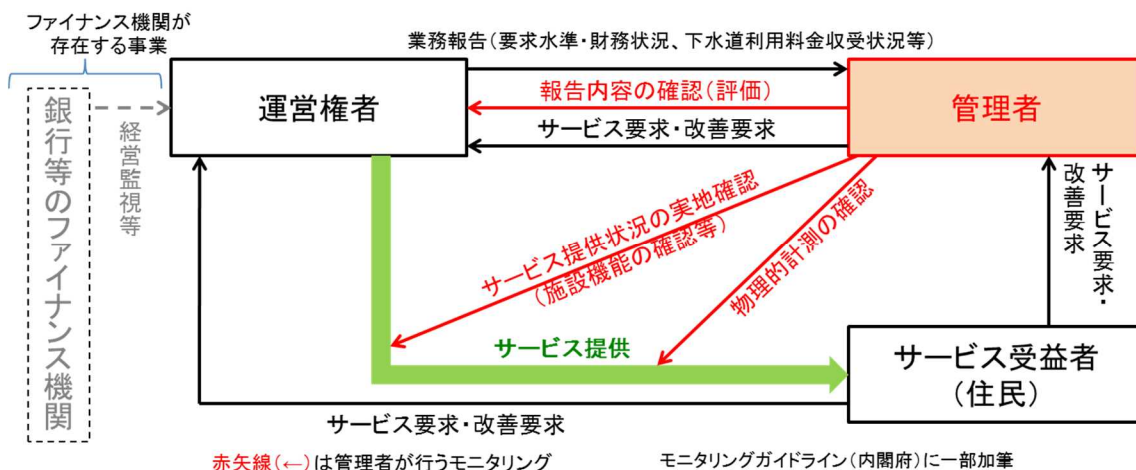 ファイナンス機関が
存在する事業
業務報告（要求水準・財務状況、下水道利用料金収受状況等）
銀行等のファイナンス機関
経営監視等
運営権者
報告内容の確認（評価）
サービス要求・改善要求
管理者
サービス提供状況の実地確認
（施設機能の確認等）
物理的計測の確認
サービス要求・
改善要求
サービス提供
サービス受益者
（住民）
サービス要求・改善要求
赤矢線（←）は管理者が行うモニタリング
モニタリングガイドライン（内閣府）に一部加筆